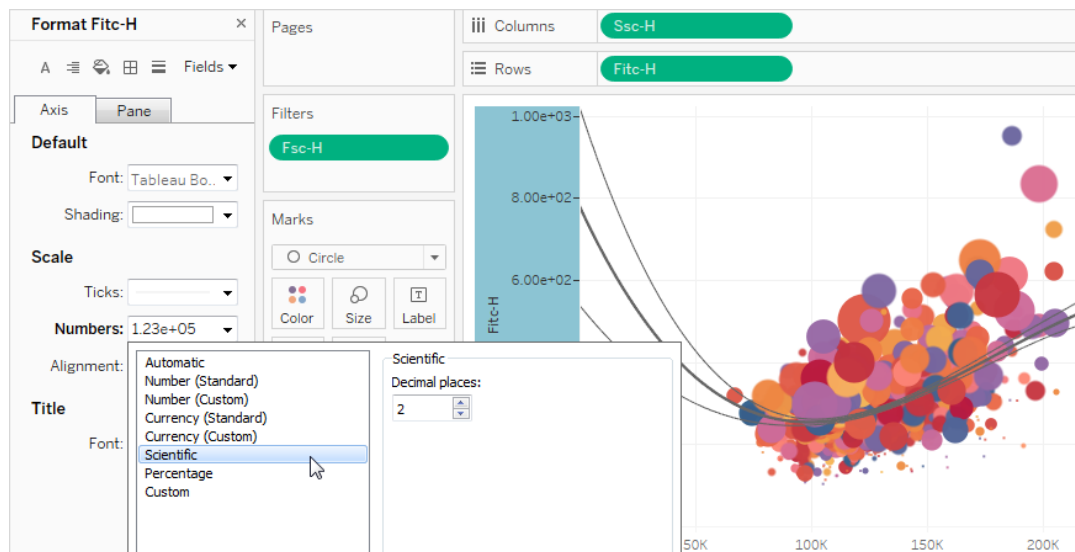 Format Fitc-H
Fields
Axis
Pane
Default
Font: Tableau Bo..
Shading:
Scale
Ticks:
Numbers: 1.23e+05
Alignment:
Title
Font:
Automatic
Number (Standard)
Number (Custom)
Currency (Standard)
Currency (Custom)
Scientific
Percentage
Custom
Scientific
Decimal places:
2
Pages
Filters
Fsc-H
Marks
Circle
Color
Size
T
Label
Columns
Ssc-H
Rows
Fitc-H
1.00e+03
8.00e+02
6.00e+02
Fitc-H
50K
100K
150K
200K